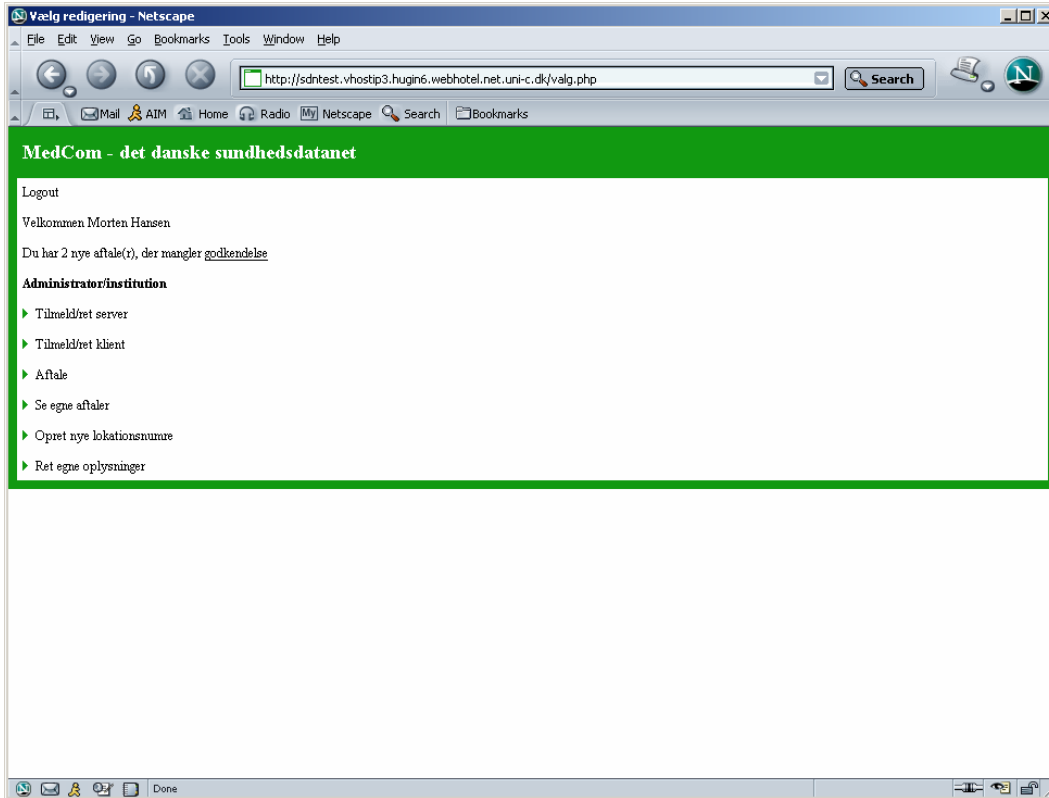 Vælg redigering - Netscape
File Edit View Go Bookmarks Tools Window Help
http://sdntest.vhostip3.hugin6.webhotel.net.uni-c.dk/valg.php
Search
N
Mail AIM Home Radio My Netscape Search Bookmarks
MedCom - det danske sundhedsdatanet
Logout
Velkommen Morten Hansen
Du har 2 nye aftale(r), der mangler godkendelse
Administrator/institution
Tilmeld/ret server
Tilmeld/ret klient
Aftale
Se egne aftaler
Opret nye lokationsnumre
Ret egne oplysninger
Done